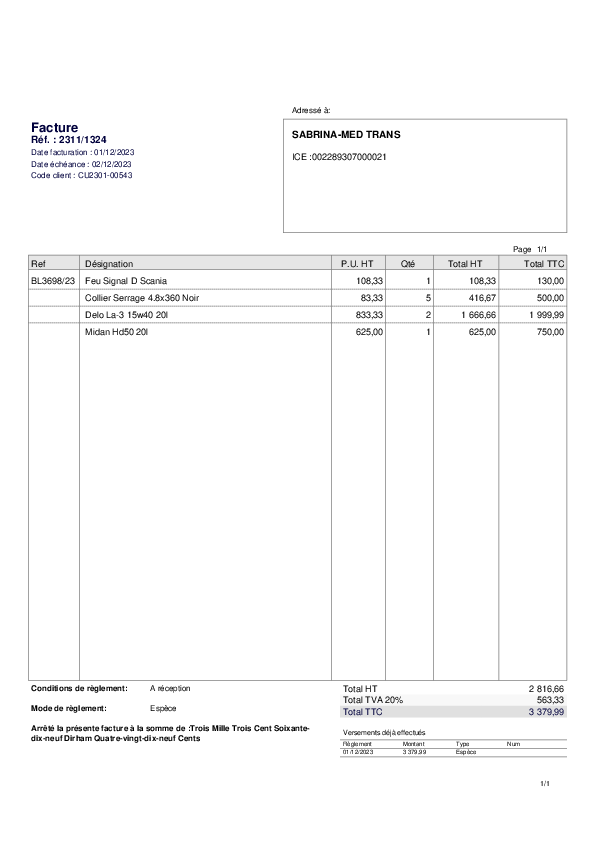 Adressé à:
Facture
Réf. : 2311/1324
Date facturation : 01/12/2023
Date échéance : 02/12/2023
Code client : CU2301-00543
SABRINA-MED TRANS
ICE :002289307000021
Page 1/1
Ref Désignation P.U. HT Qté Total HT Total TTC
BL3698/23 Feu Signal D Scania 108,33 1 108,33 130,00
Collier Serrage 4.8x360 Noir 83,33 5 416,67 500,00
Delo La-3 15w40 20l 833,33 2 1 666,66 1 999,99
Midan Hd50 20l 625,00 1 625,00 750,00
Conditions de règlement: A réception
Mode de règlement: Espèce
Arrêté la présente facture à la somme de :Trois Mille Trois Cent Soixante-
dix-neuf Dirham Quatre-vingt-dix-neuf Cents
Total HT 2 816,66
Total TVA 20% 563,33
Total TTC 3 379,99
Versements déjà effectués
Règlement Montant Type Num
01/12/2023 3 379,99 Espèce
1/1